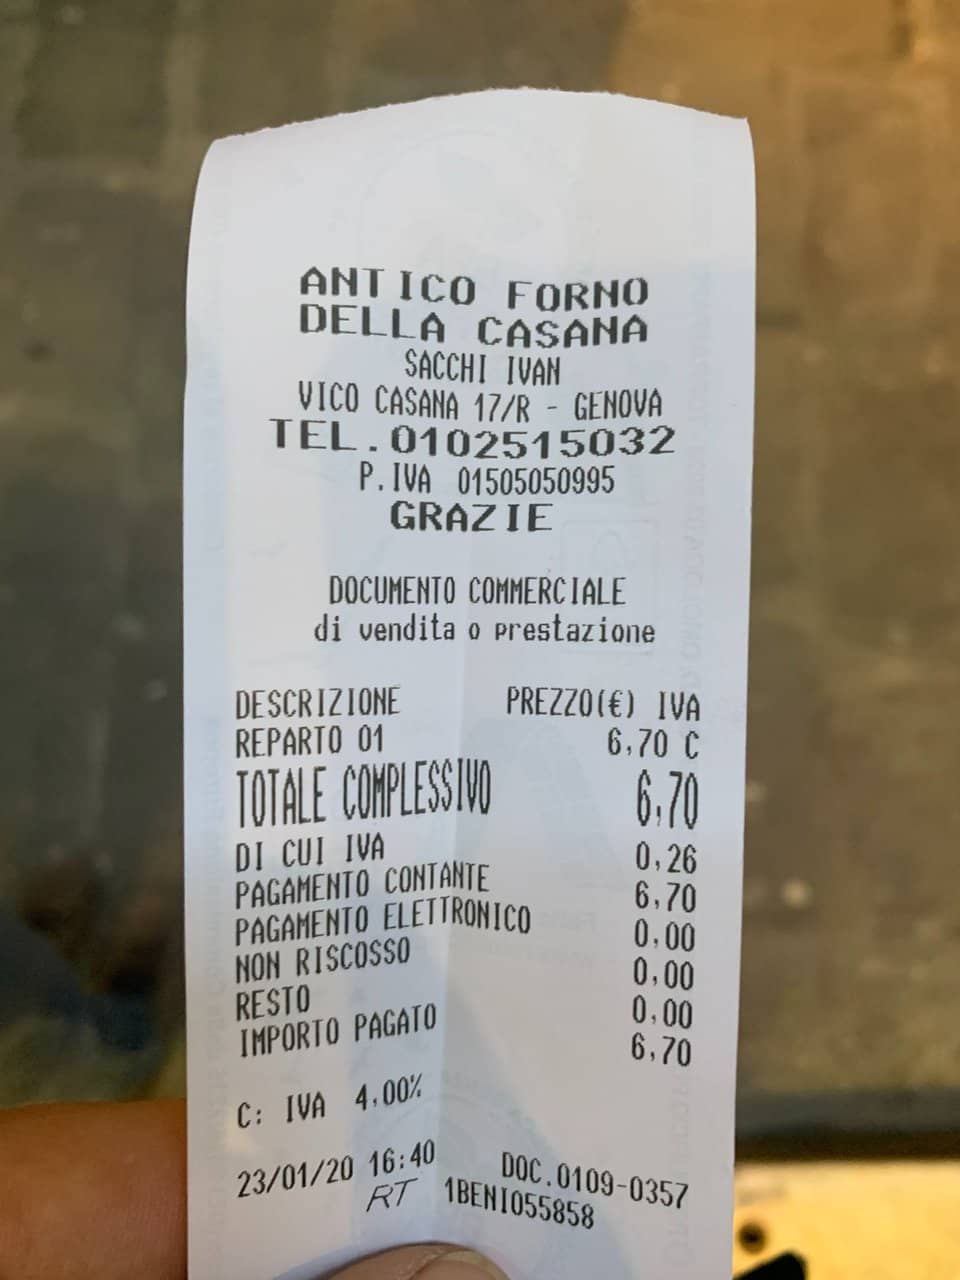 ANTICO FORNO
DELLA CASANA
SACCHI IVAN
VICO CASANA 17/R - GENOVA
TEL.0102515032
P.IVA 01505050995
GRAZIE
DOCUMENTO COMMERCIALE
di vendita o prestazione
DESCRIZIONE PREZZO(€) IVA
REPARTO 01 6,70 C
TOTALE COMPLESSIVO 6,70
DI CUI IVA 0,26
PAGAMENTO CONTANTE 6,70
PAGAMENTO ELETTRONICO 0,00
NON RISCOSSO 0,00
RESTO 0,00
IMPORTO PAGATO 6,70
C: IVA 4,00%
23/01/20 16:40 DOC.0109-0357
RT 1BENI055858